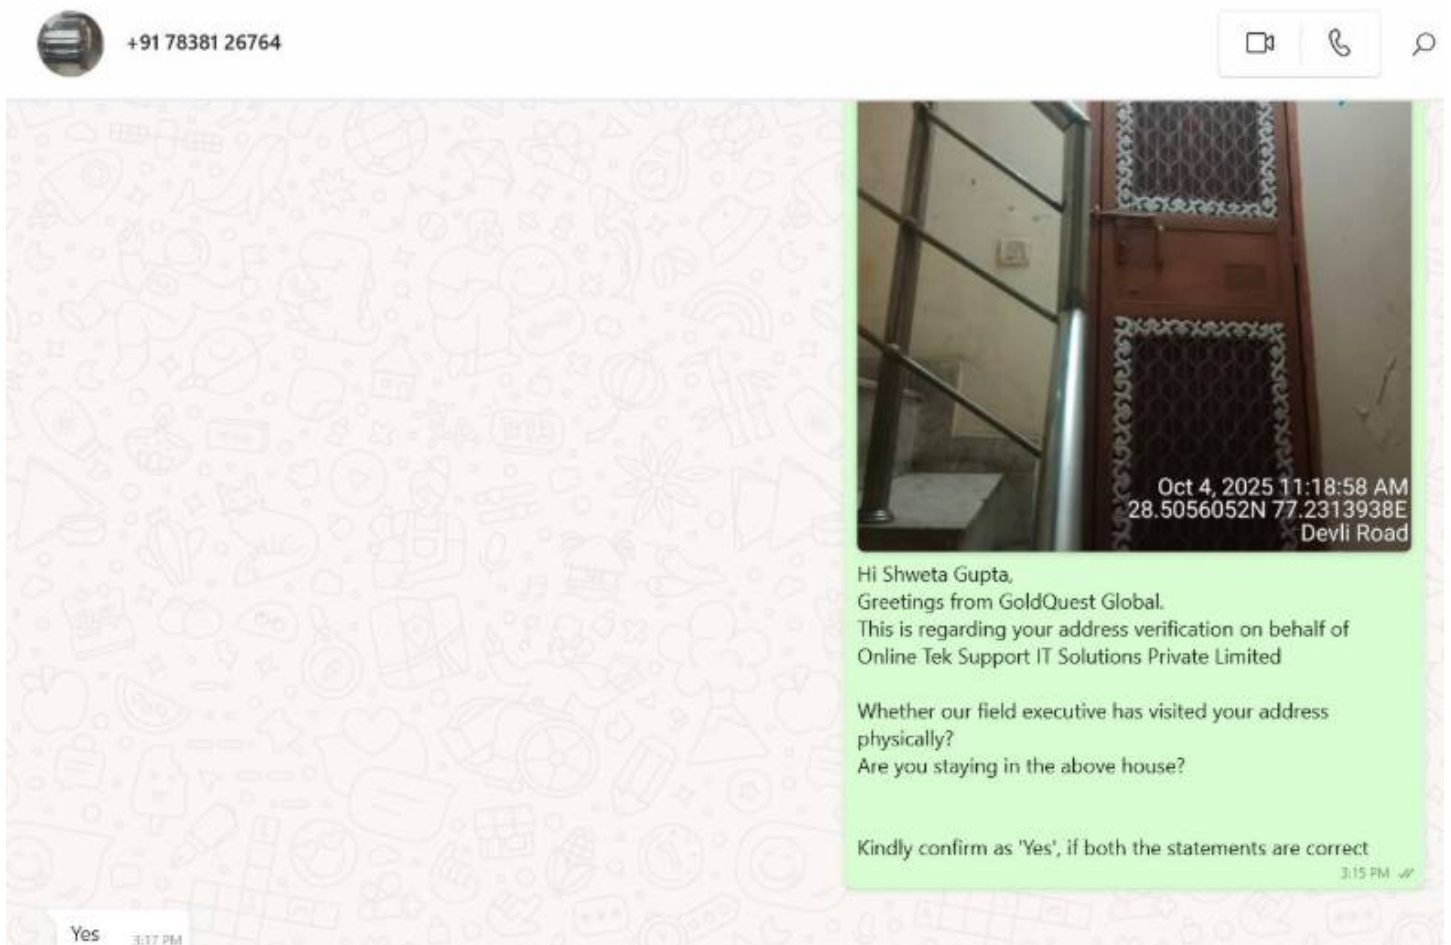 +91 78381 26764
Oct 4, 2025 11:18:58 AM
28.5056052N 77.2313938E
Devli Road
Hi Shweta Gupta,
Greetings from GoldQuest Global.
This is regarding your address verification on behalf of
Online Tek Support IT Solutions Private Limited
Whether our field executive has visited your address
physically?
Are you staying in the above house?
Kindly confirm as 'Yes', if both the statements are correct
3:15 PM
Yes
3:17 PM